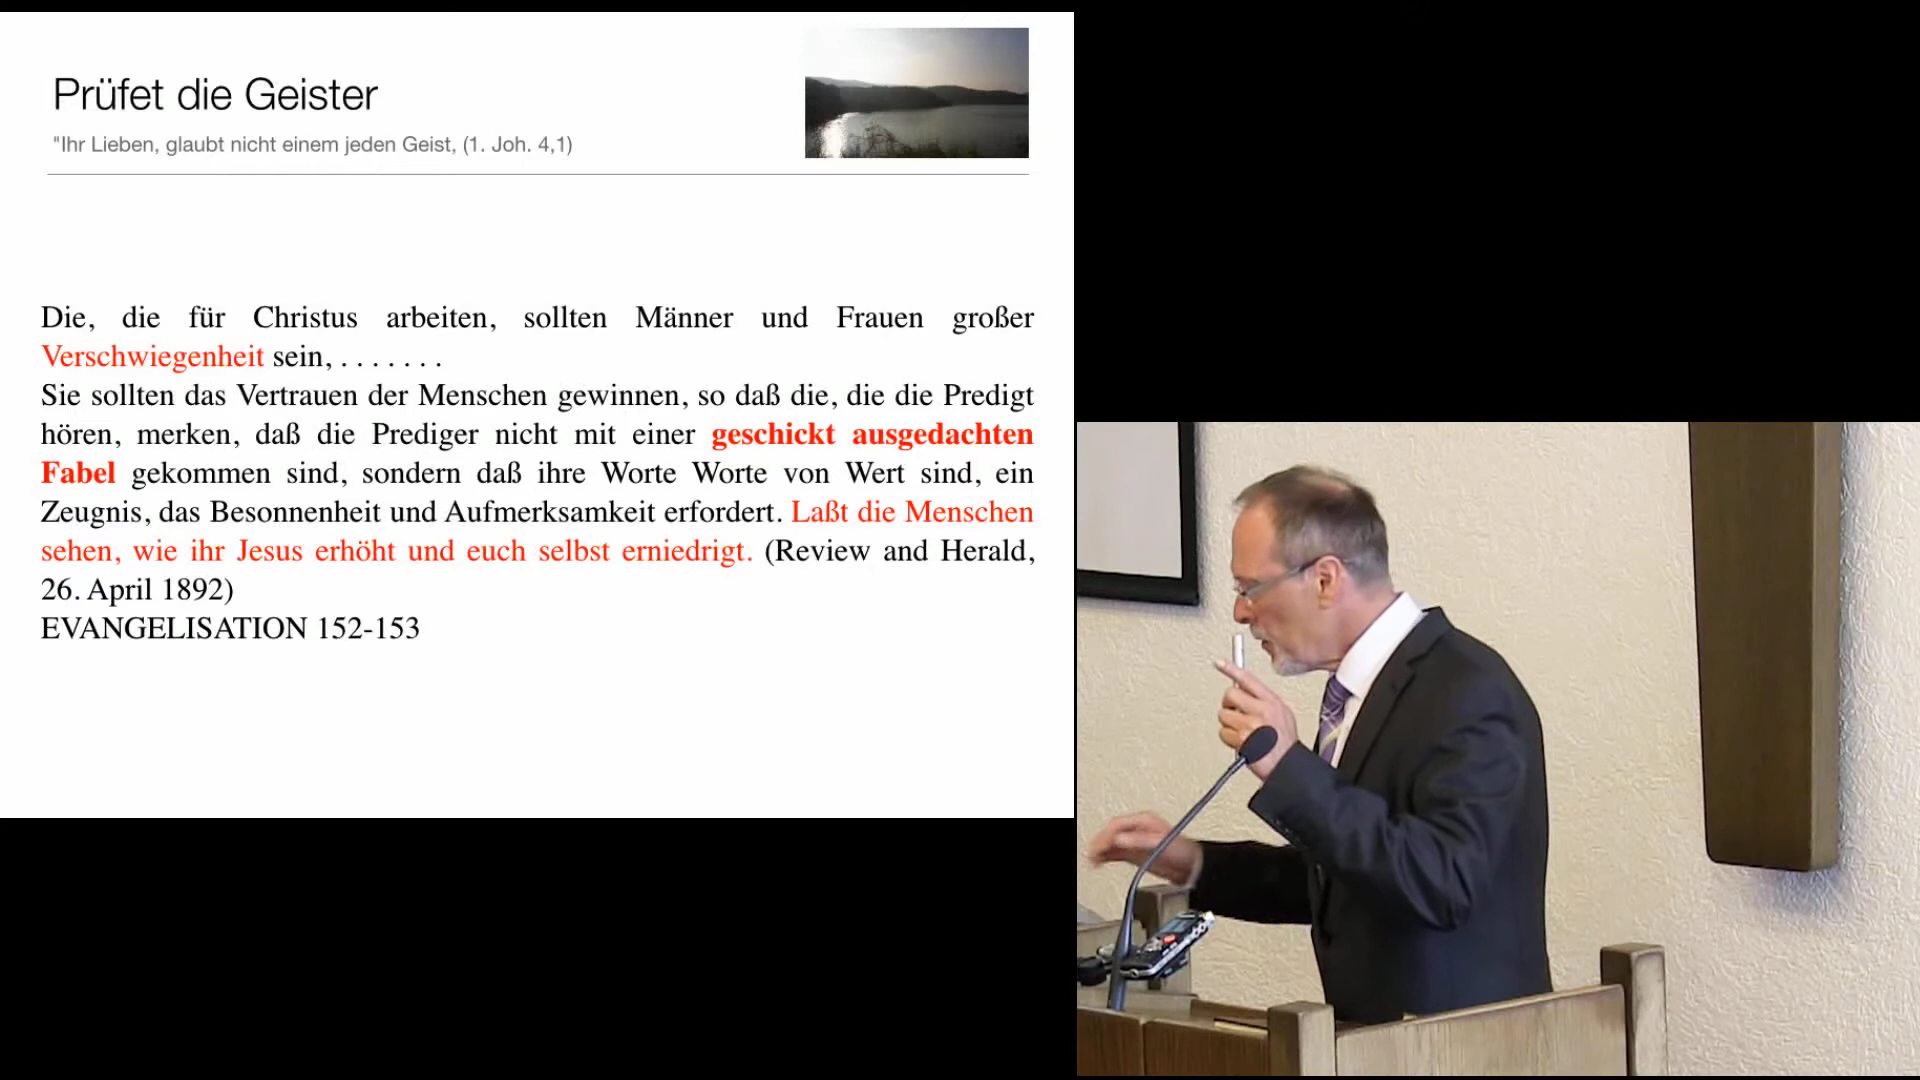 Prüfet die Geister
"Ihr Lieben, glaubt nicht einem jeden Geist, (1. Joh. 4,1)
Die, die für Christus arbeiten, sollten Männer und Frauen großer
Verschwiegenheit sein, . . . . . . .
Sie sollten das Vertrauen der Menschen gewinnen, so daß die, die die Predigt
hören, merken, daß die Prediger nicht mit einer geschickt ausgedachten
Fabel gekommen sind, sondern daß ihre Worte Worte von Wert sind, ein
Zeugnis, das Besonnenheit und Aufmerksamkeit erfordert. Laßt die Menschen
sehen, wie ihr Jesus erhöht und euch selbst erniedrigt. (Review and Herald,
26. April 1892)
EVANGELISATION 152-153